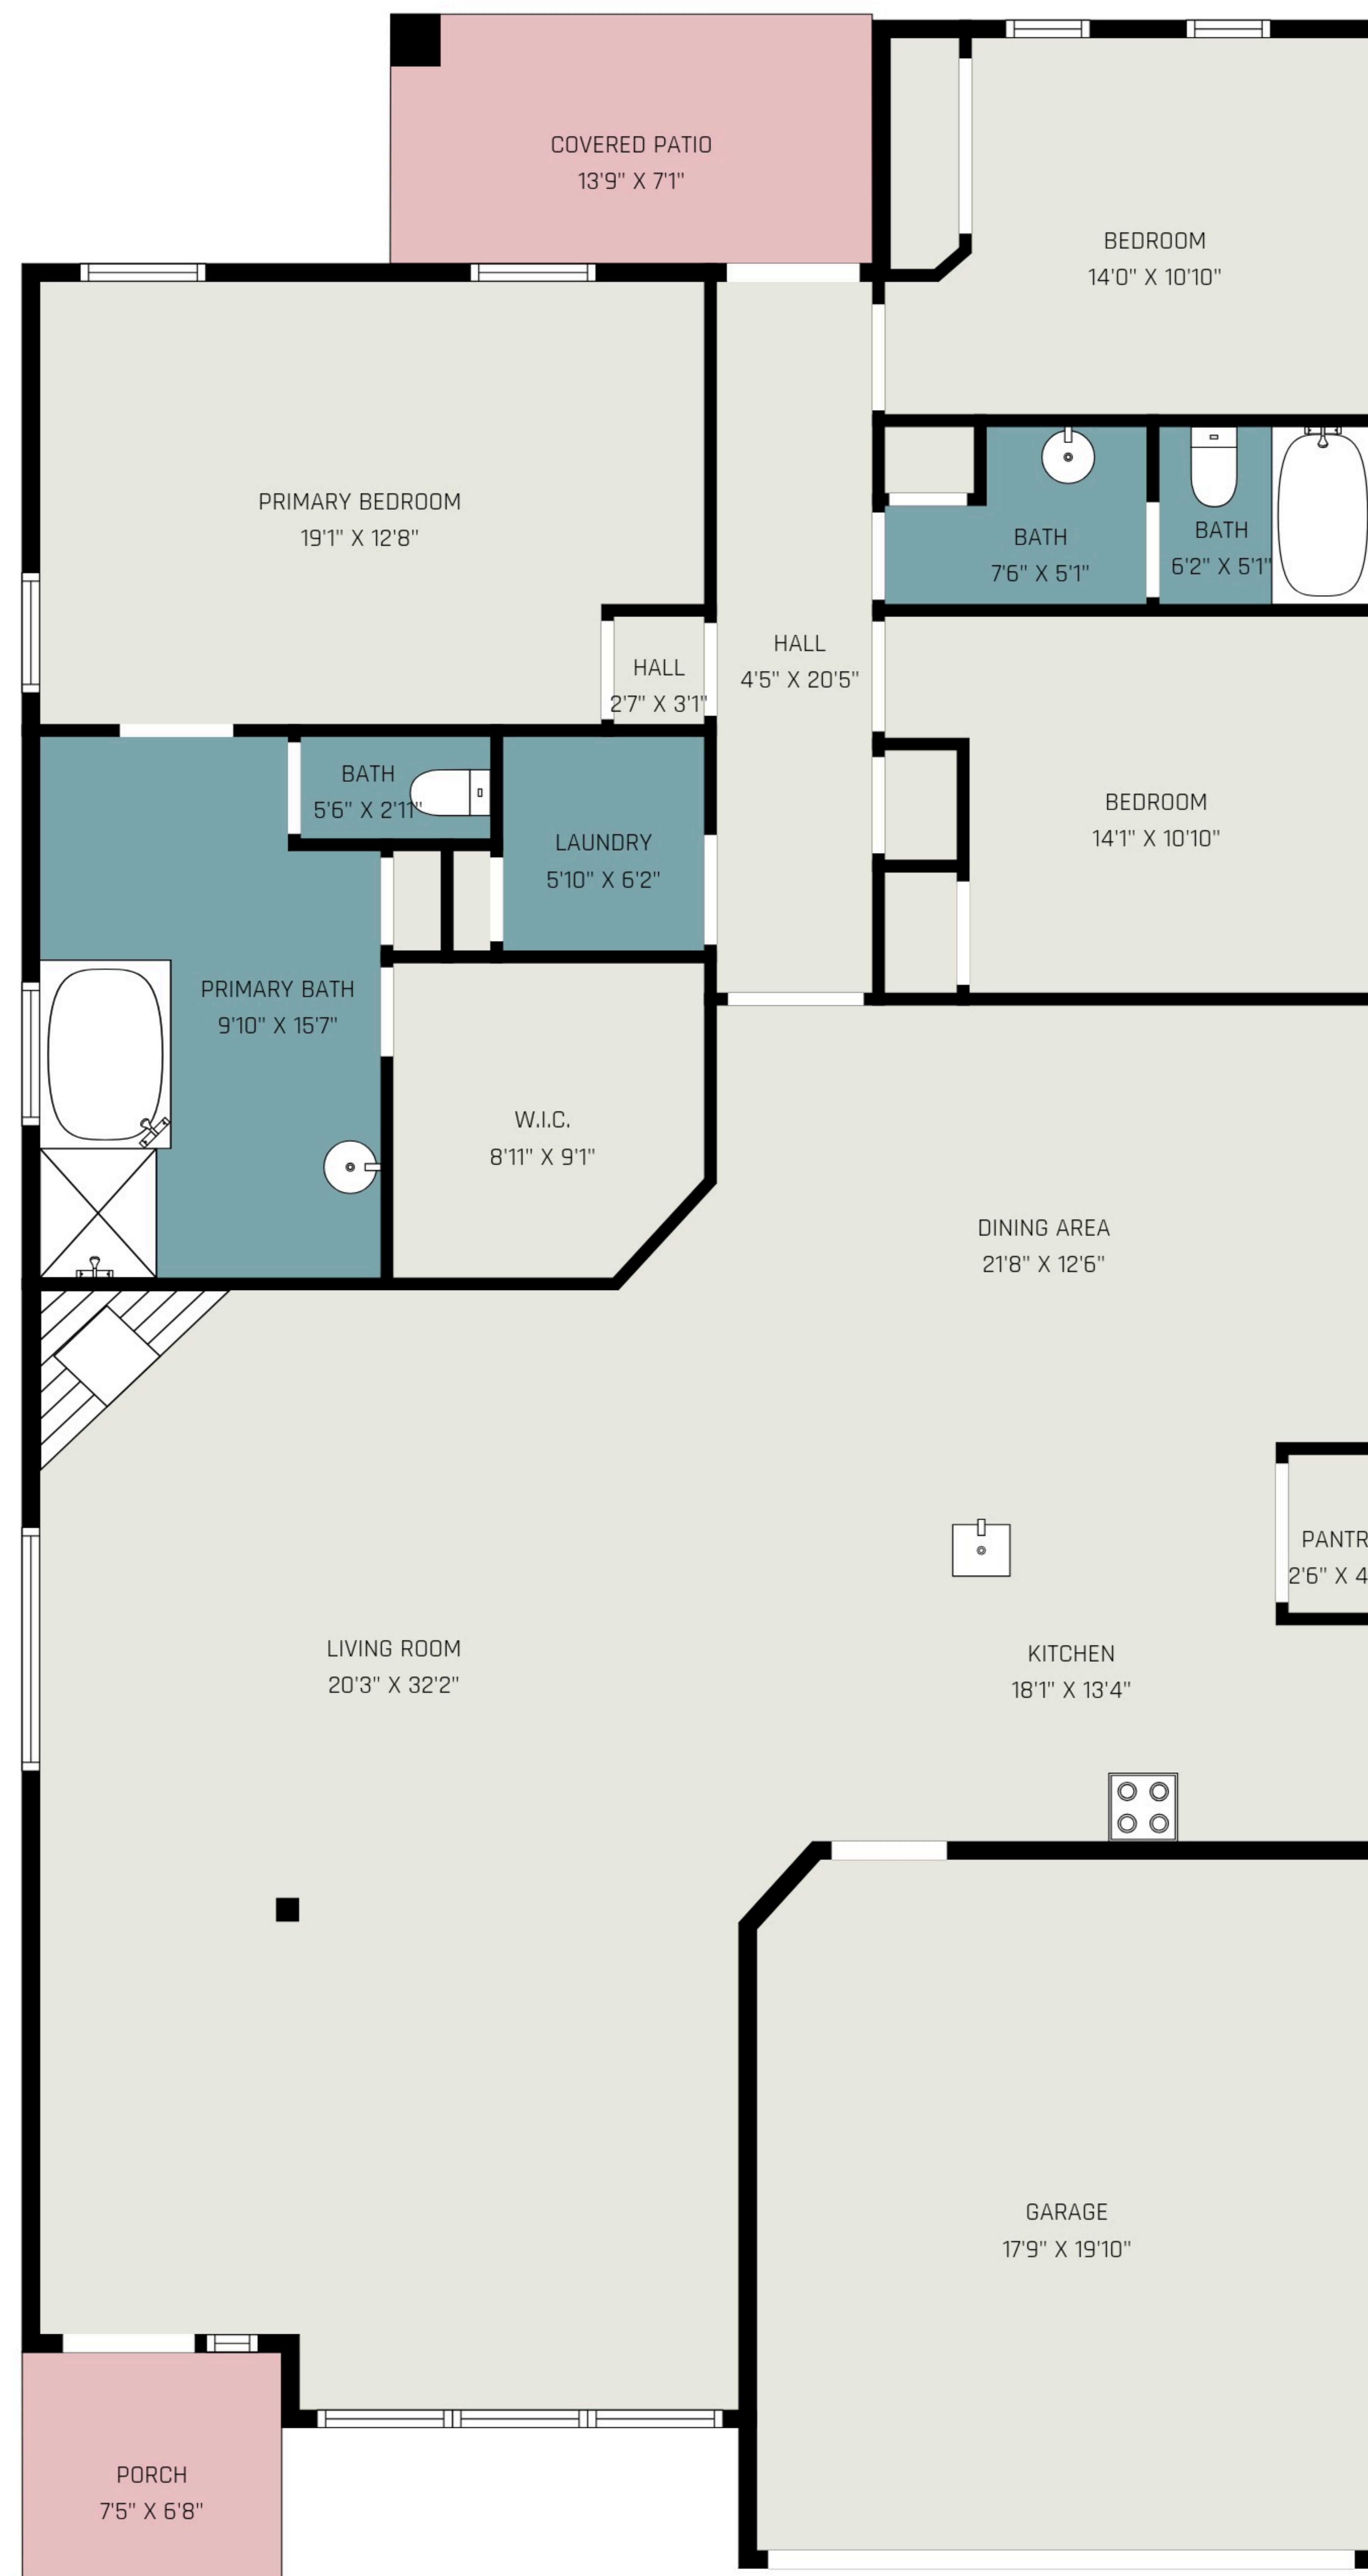 COVERED PATIO
13'9" X 7'1"
BEDROOM
14'0" X 10'10"
PRIMARY BEDROOM
19'1" X 12'8"
BATH
7'6" X 5'1"
BATH
6'2" X 5'1"
HALL
4'5" X 20'5"
HALL
2'7" X 3'1"
BATH
5'6" X 2'11"
LAUNDRY
5'10" X 6'2"
BEDROOM
14'1" X 10'10"
PRIMARY BATH
9'10" X 15'7"
W.I.C.
8'11" X 9'1"
DINING AREA
21'8" X 12'6"
PANTR
2'6" X 4
LIVING ROOM
20'3" X 32'2"
KITCHEN
18'1" X 13'4"
GARAGE
17'9" X 19'10"
PORCH
7'5" X 6'8"